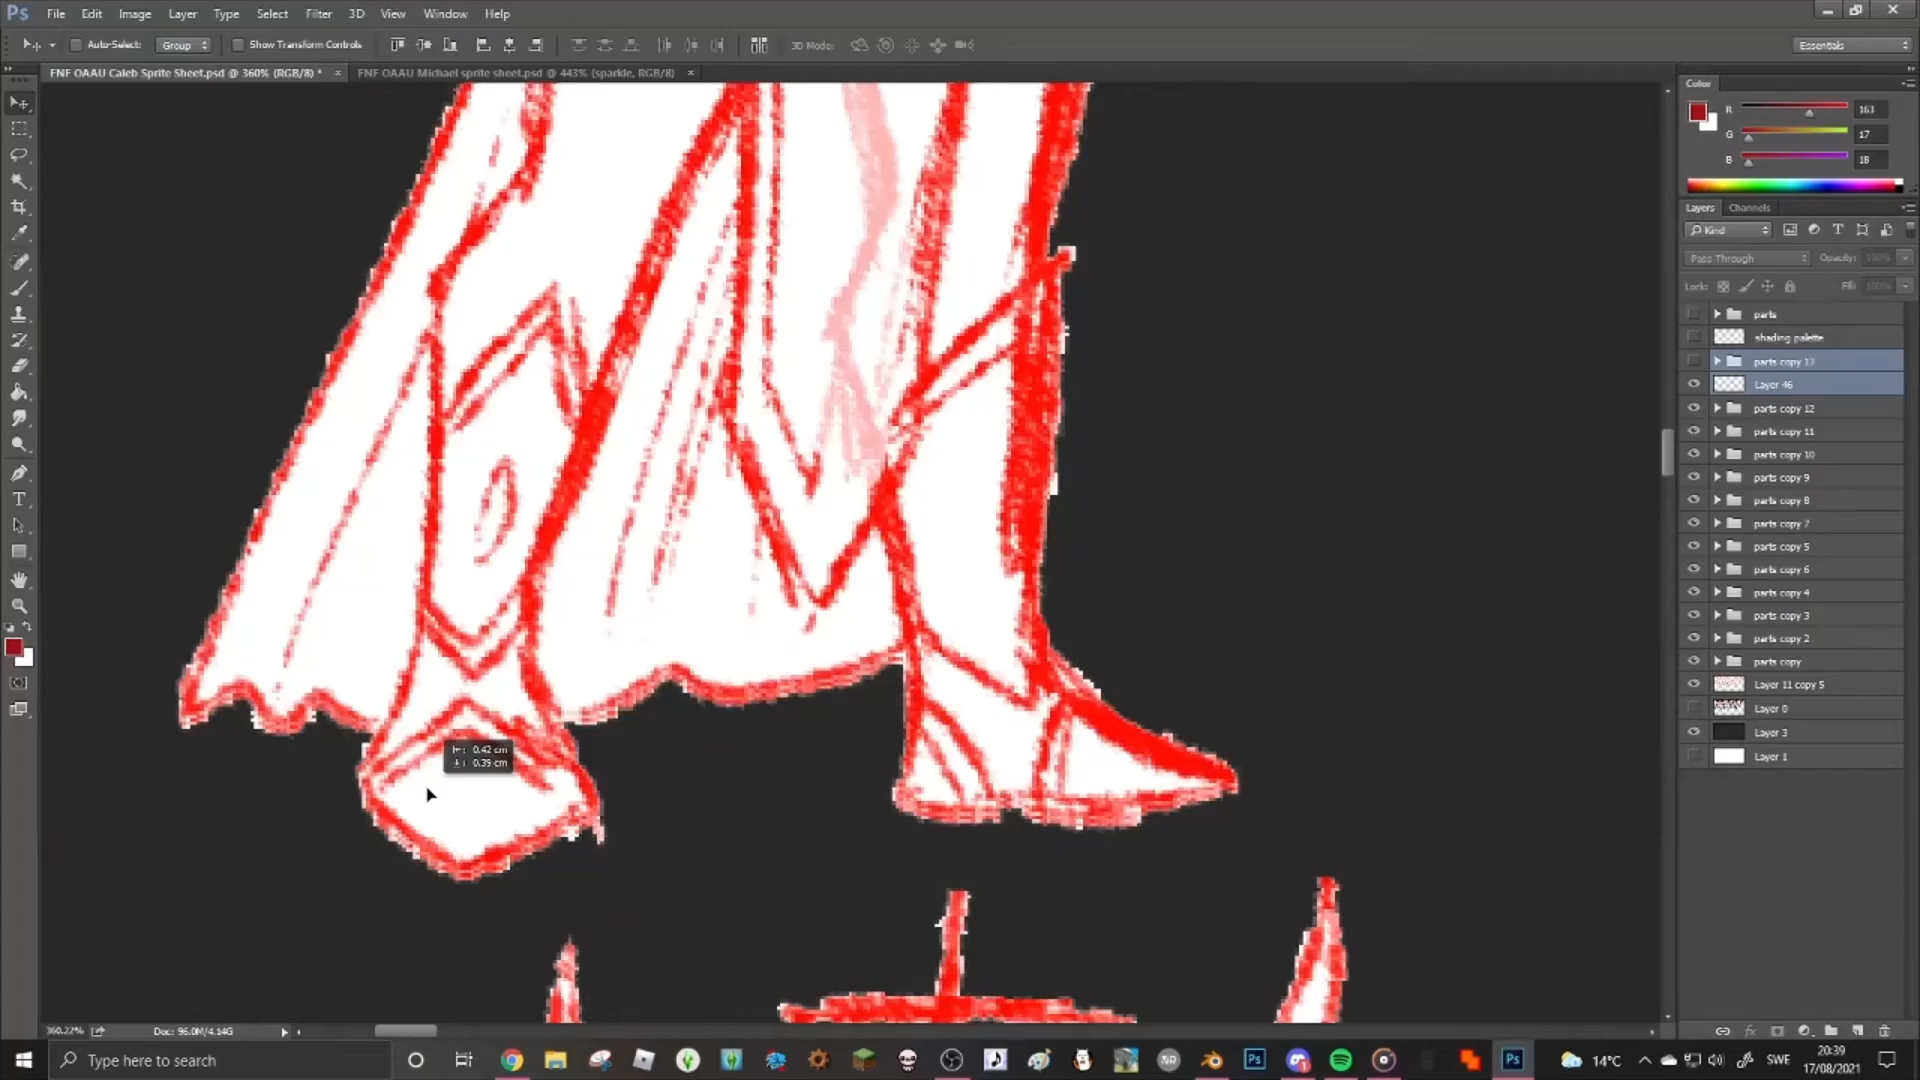 Ps File Edit Image Layer Type Select Filter 3D View Window Help
Auto-Select: Group Show Transform Controls 3D Mode: Essentials
FNF OAAU Caleb Sprite Sheet.psd @ 360% (RGB/8) * × FNF OAAU Michael sprite sheet.psd @ 443% (sparkle, RGB/8) ×
Color
R 163
G 17
B 18
Layers Channels
Kind
Pass Through Opacity: 100%
Lock: Fill: 100%
parts
shading palette
parts copy 13
Layer 46
parts copy 12
parts copy 11
parts copy 10
parts copy 9
parts copy 8
parts copy 7
parts copy 5
parts copy 6
parts copy 4
parts copy 3
parts copy 2
parts copy
Layer 11 copy 5
Layer 0
Layer 3
Layer 1
0.42 cm
0.39 cm
360.22% Doc: 96.0M/4.14G
Type here to search
14°C SWE
20:39
17/08/2021